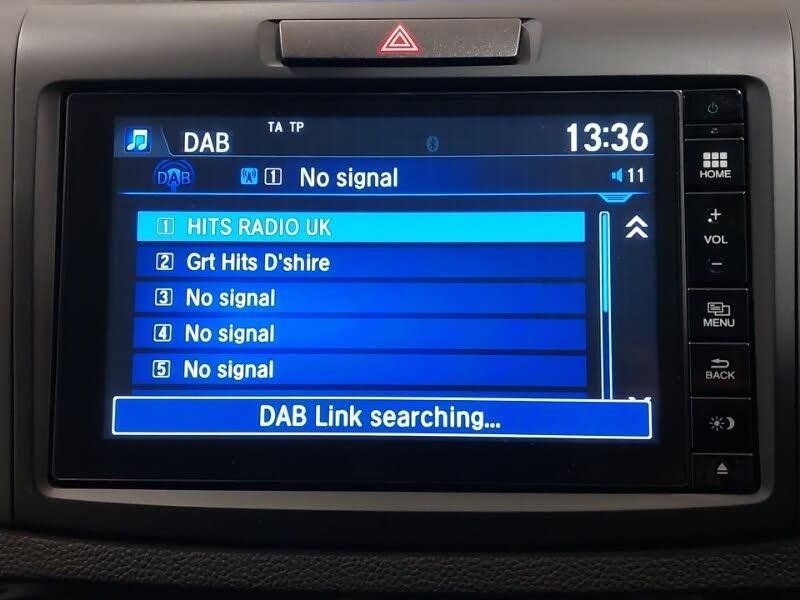 DAB TA TP 13:36
DAB 1 No signal 11
1 HITS RADIO UK
2 Grt Hits D'shire
3 No signal
4 No signal
5 No signal
DAB Link searching...
HOME
+
VOL
−
MENU
BACK